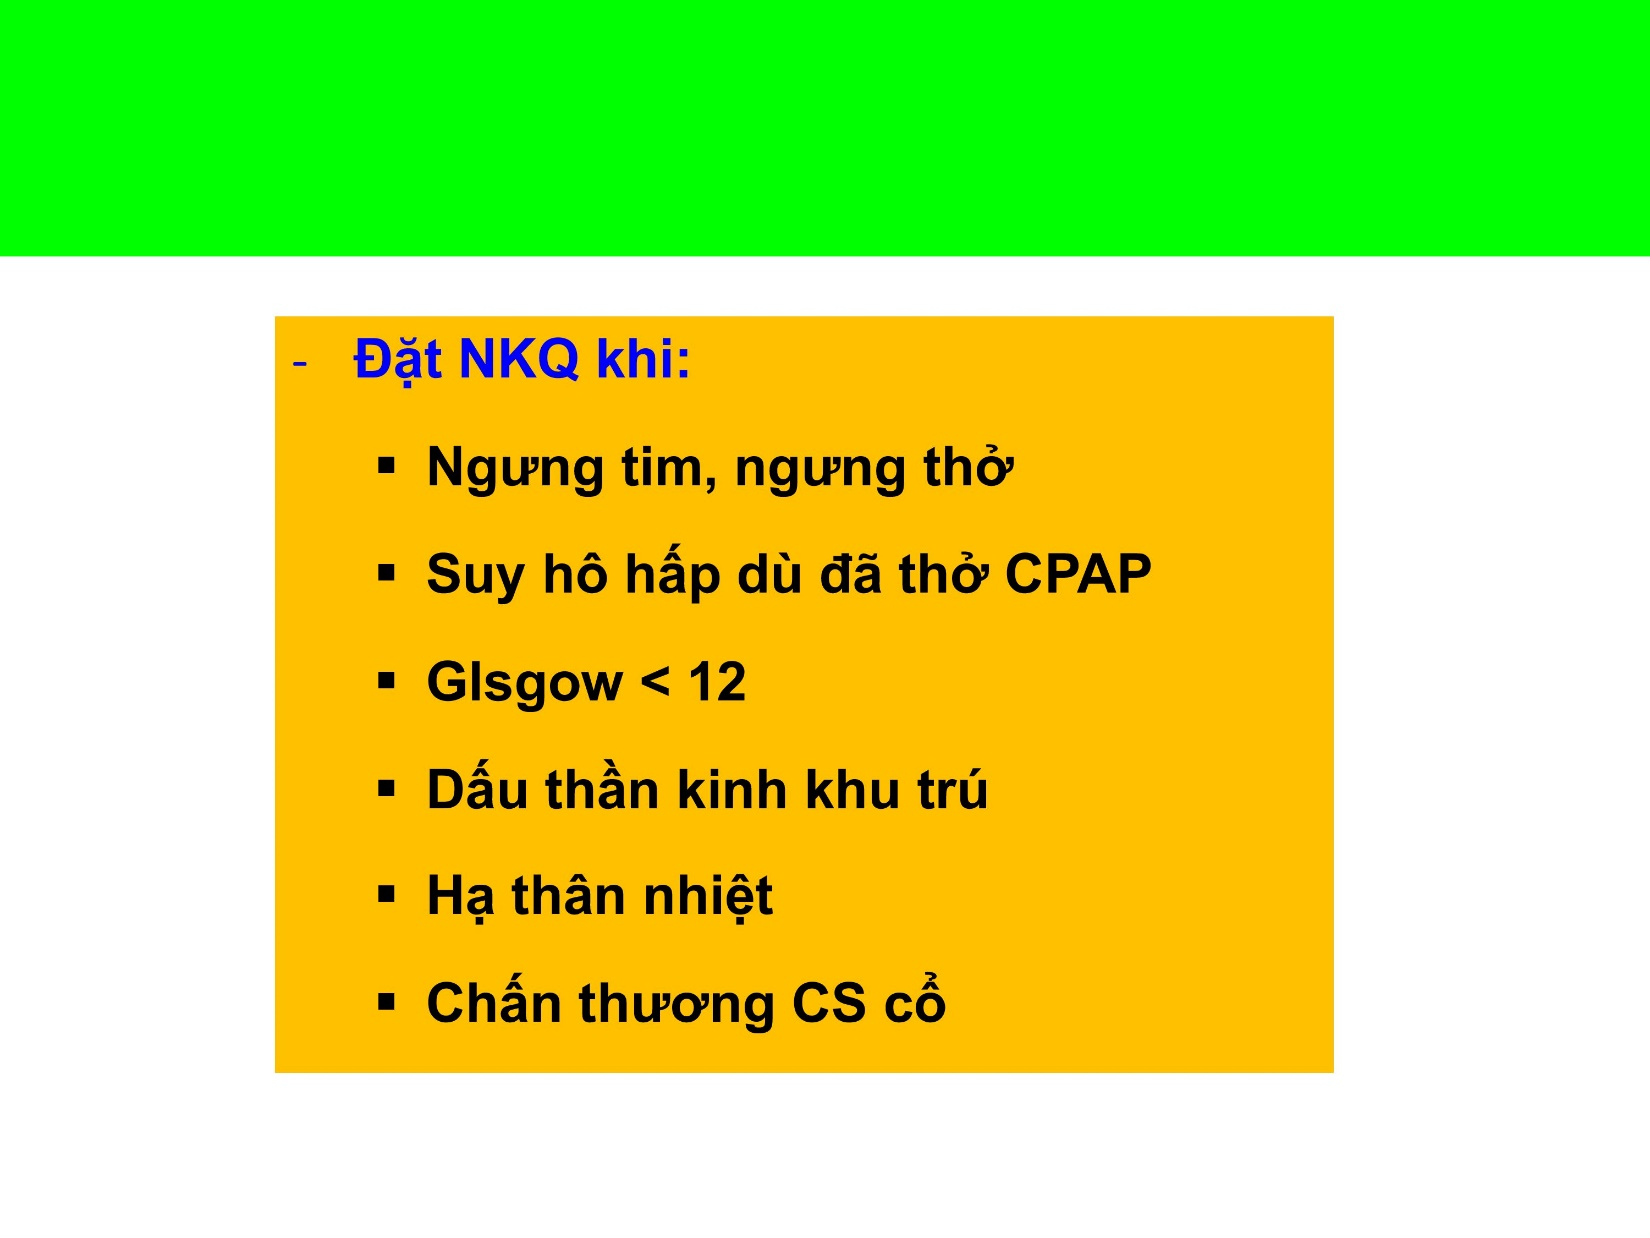 - Đặt NKQ khi:
▪ Ngưng tim, ngưng thở
▪ Suy hô hấp dù đã thở CPAP
▪ Glsgow < 12
▪ Dấu thần kinh khu trú
▪ Hạ thân nhiệt
▪ Chấn thương CS cổ